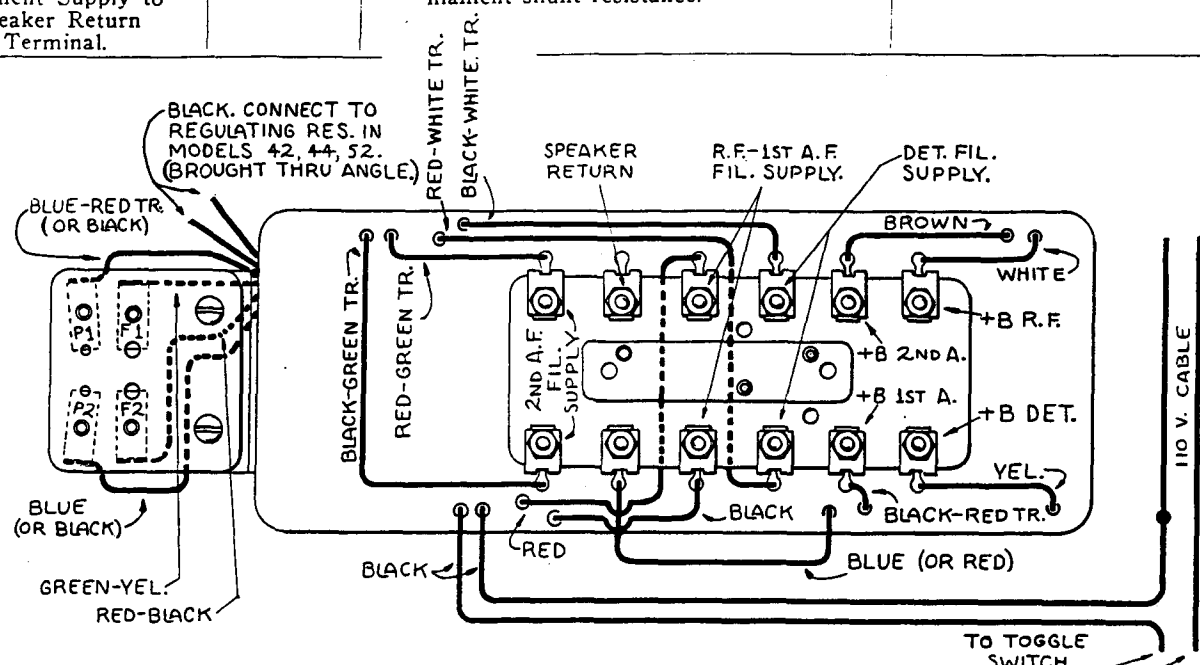 ment Supply to
eaker Return
Terminal.
filament shunt resistance.
RED-WHITE TR.
BLACK-WHITE. TR.
BLACK. CONNECT TO
REGULATING RES. IN
MODELS 42, 44, 52.
(BROUGHT THRU ANGLE.)
SPEAKER
RETURN
R.F.-1ST A.F.
FIL. SUPPLY.
DET. FIL.
SUPPLY.
BLUE-RED TR.
(OR BLACK)
BROWN
WHITE
BLACK-GREEN TR.
RED-GREEN TR.
P1
F1
2ND A.F.
FIL.
SUPPLY
+B R.F.
+B 2ND A.
+B 1ST A.
+B DET.
P2
F2
110 V. CABLE
YEL.
BLUE
(OR BLACK)
BLACK
BLACK-RED TR.
RED
BLACK
BLUE (OR RED)
GREEN-YEL.
RED-BLACK
TO TOGGLE
SWITCH